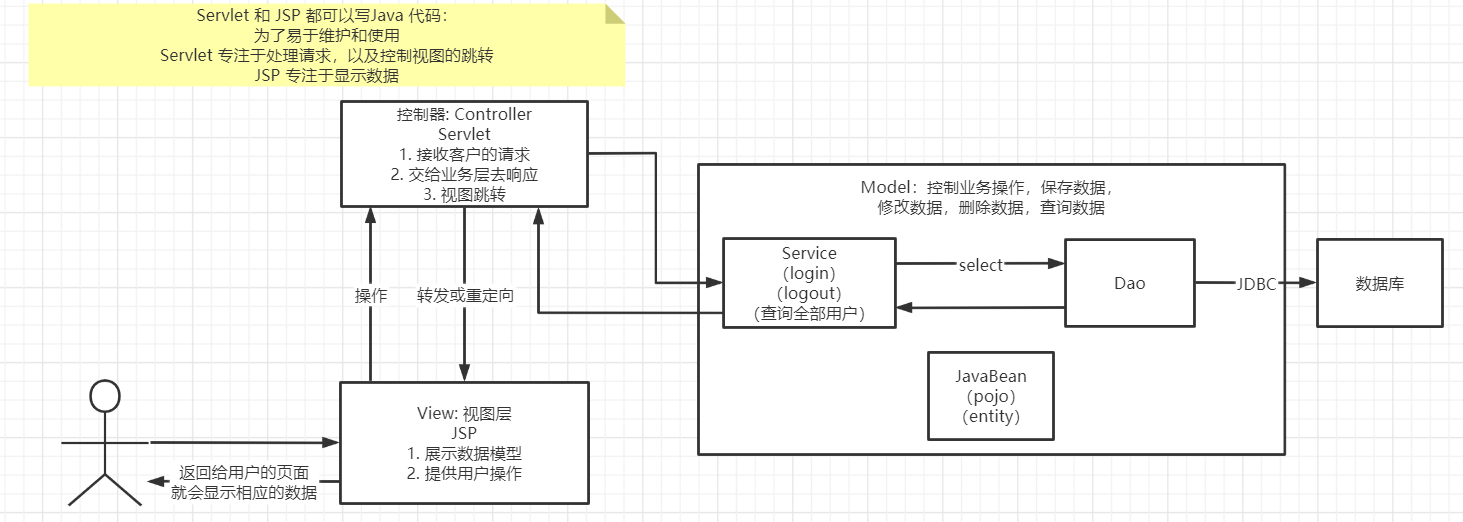 Servlet 和 JSP 都可以写Java 代码：
为了易于维护和使用
Servlet 专注于处理请求，以及控制视图的跳转
JSP 专注于显示数据
控制器: Controller
Servlet
1. 接收客户的请求
2. 交给业务层去响应
3. 视图跳转
Model：控制业务操作，保存数据，
修改数据，删除数据，查询数据
Service
（login）
（logout）
（查询全部用户）
select
Dao
JDBC
数据库
操作
转发或重定向
JavaBean
（pojo）
（entity）
View: 视图层
JSP
1. 展示数据模型
2. 提供用户操作
返回给用户的页面
就会显示相应的数据